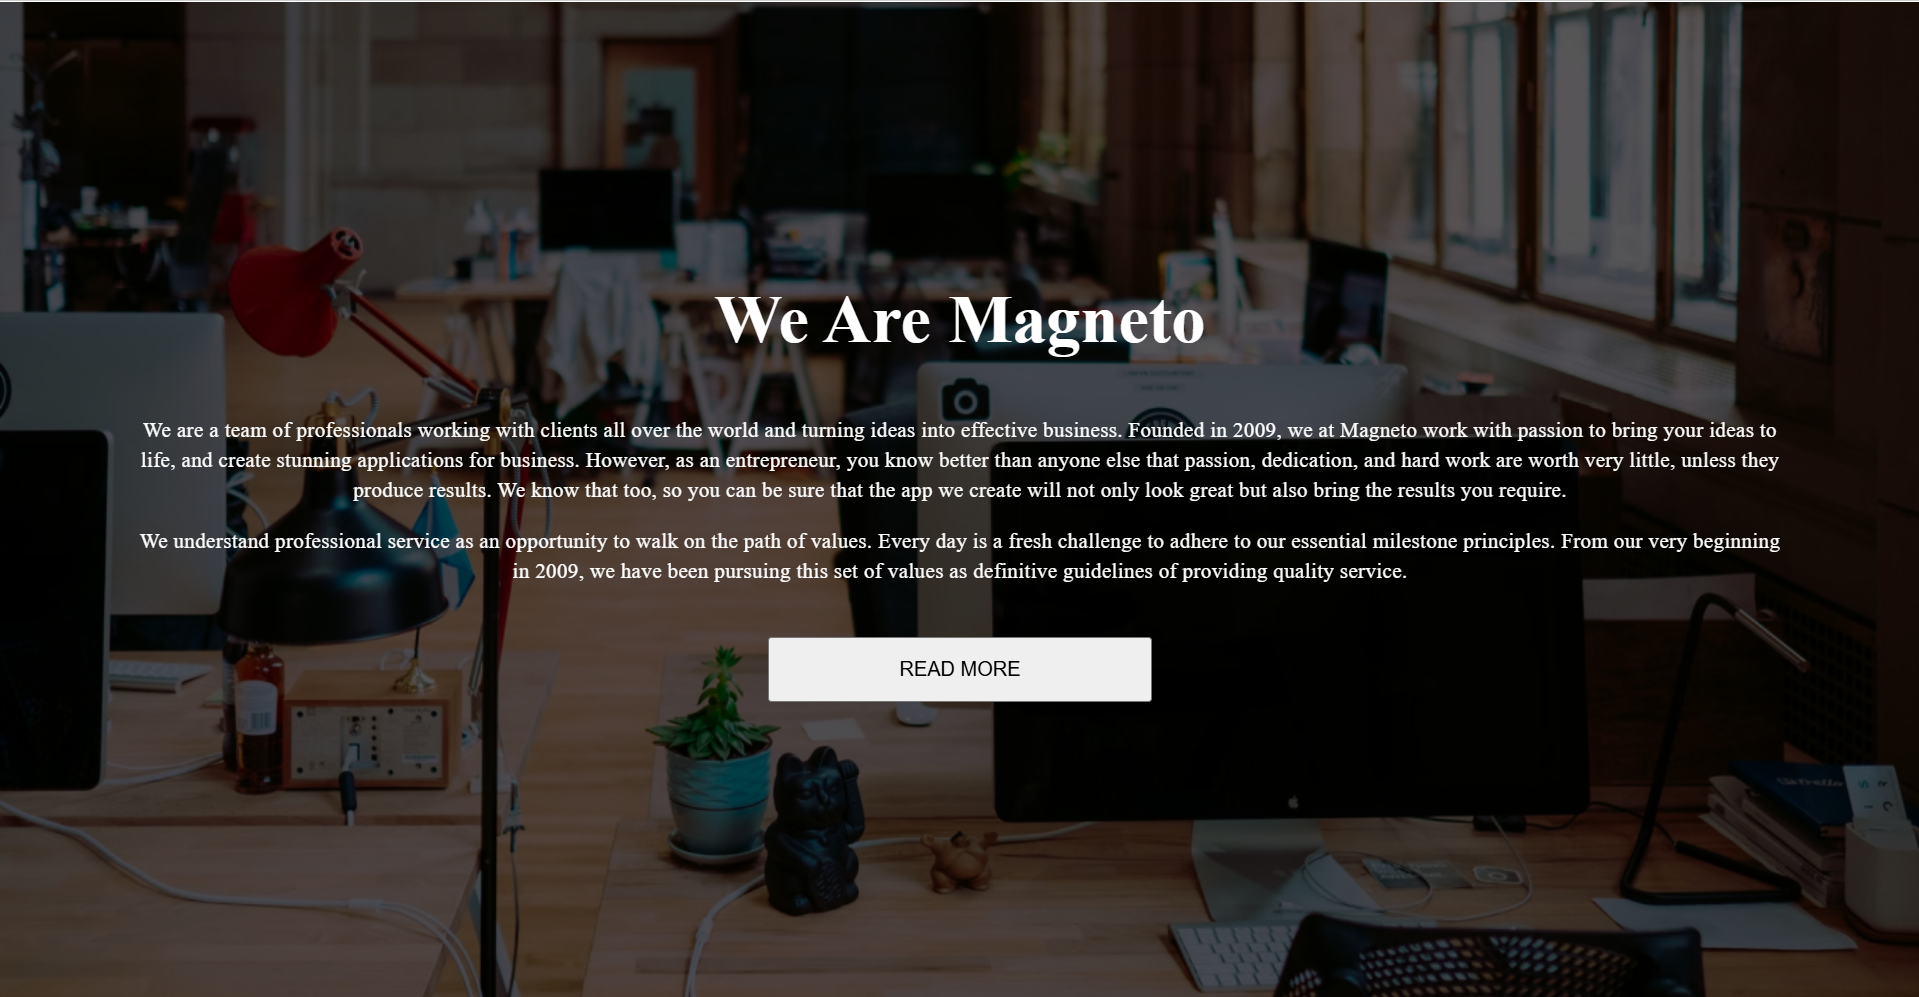 We Are Magneto
We are a team of professionals working with clients all over the world and turning ideas into effective business. Founded in 2009, we at Magneto work with passion to bring your ideas to
life, and create stunning applications for business. However, as an entrepreneur, you know better than anyone else that passion, dedication, and hard work are worth very little, unless they
produce results. We know that too, so you can be sure that the app we create will not only look great but also bring the results you require.
We understand professional service as an opportunity to walk on the path of values. Every day is a fresh challenge to adhere to our essential milestone principles. From our very beginning
in 2009, we have been pursuing this set of values as definitive guidelines of providing quality service.
READ MORE